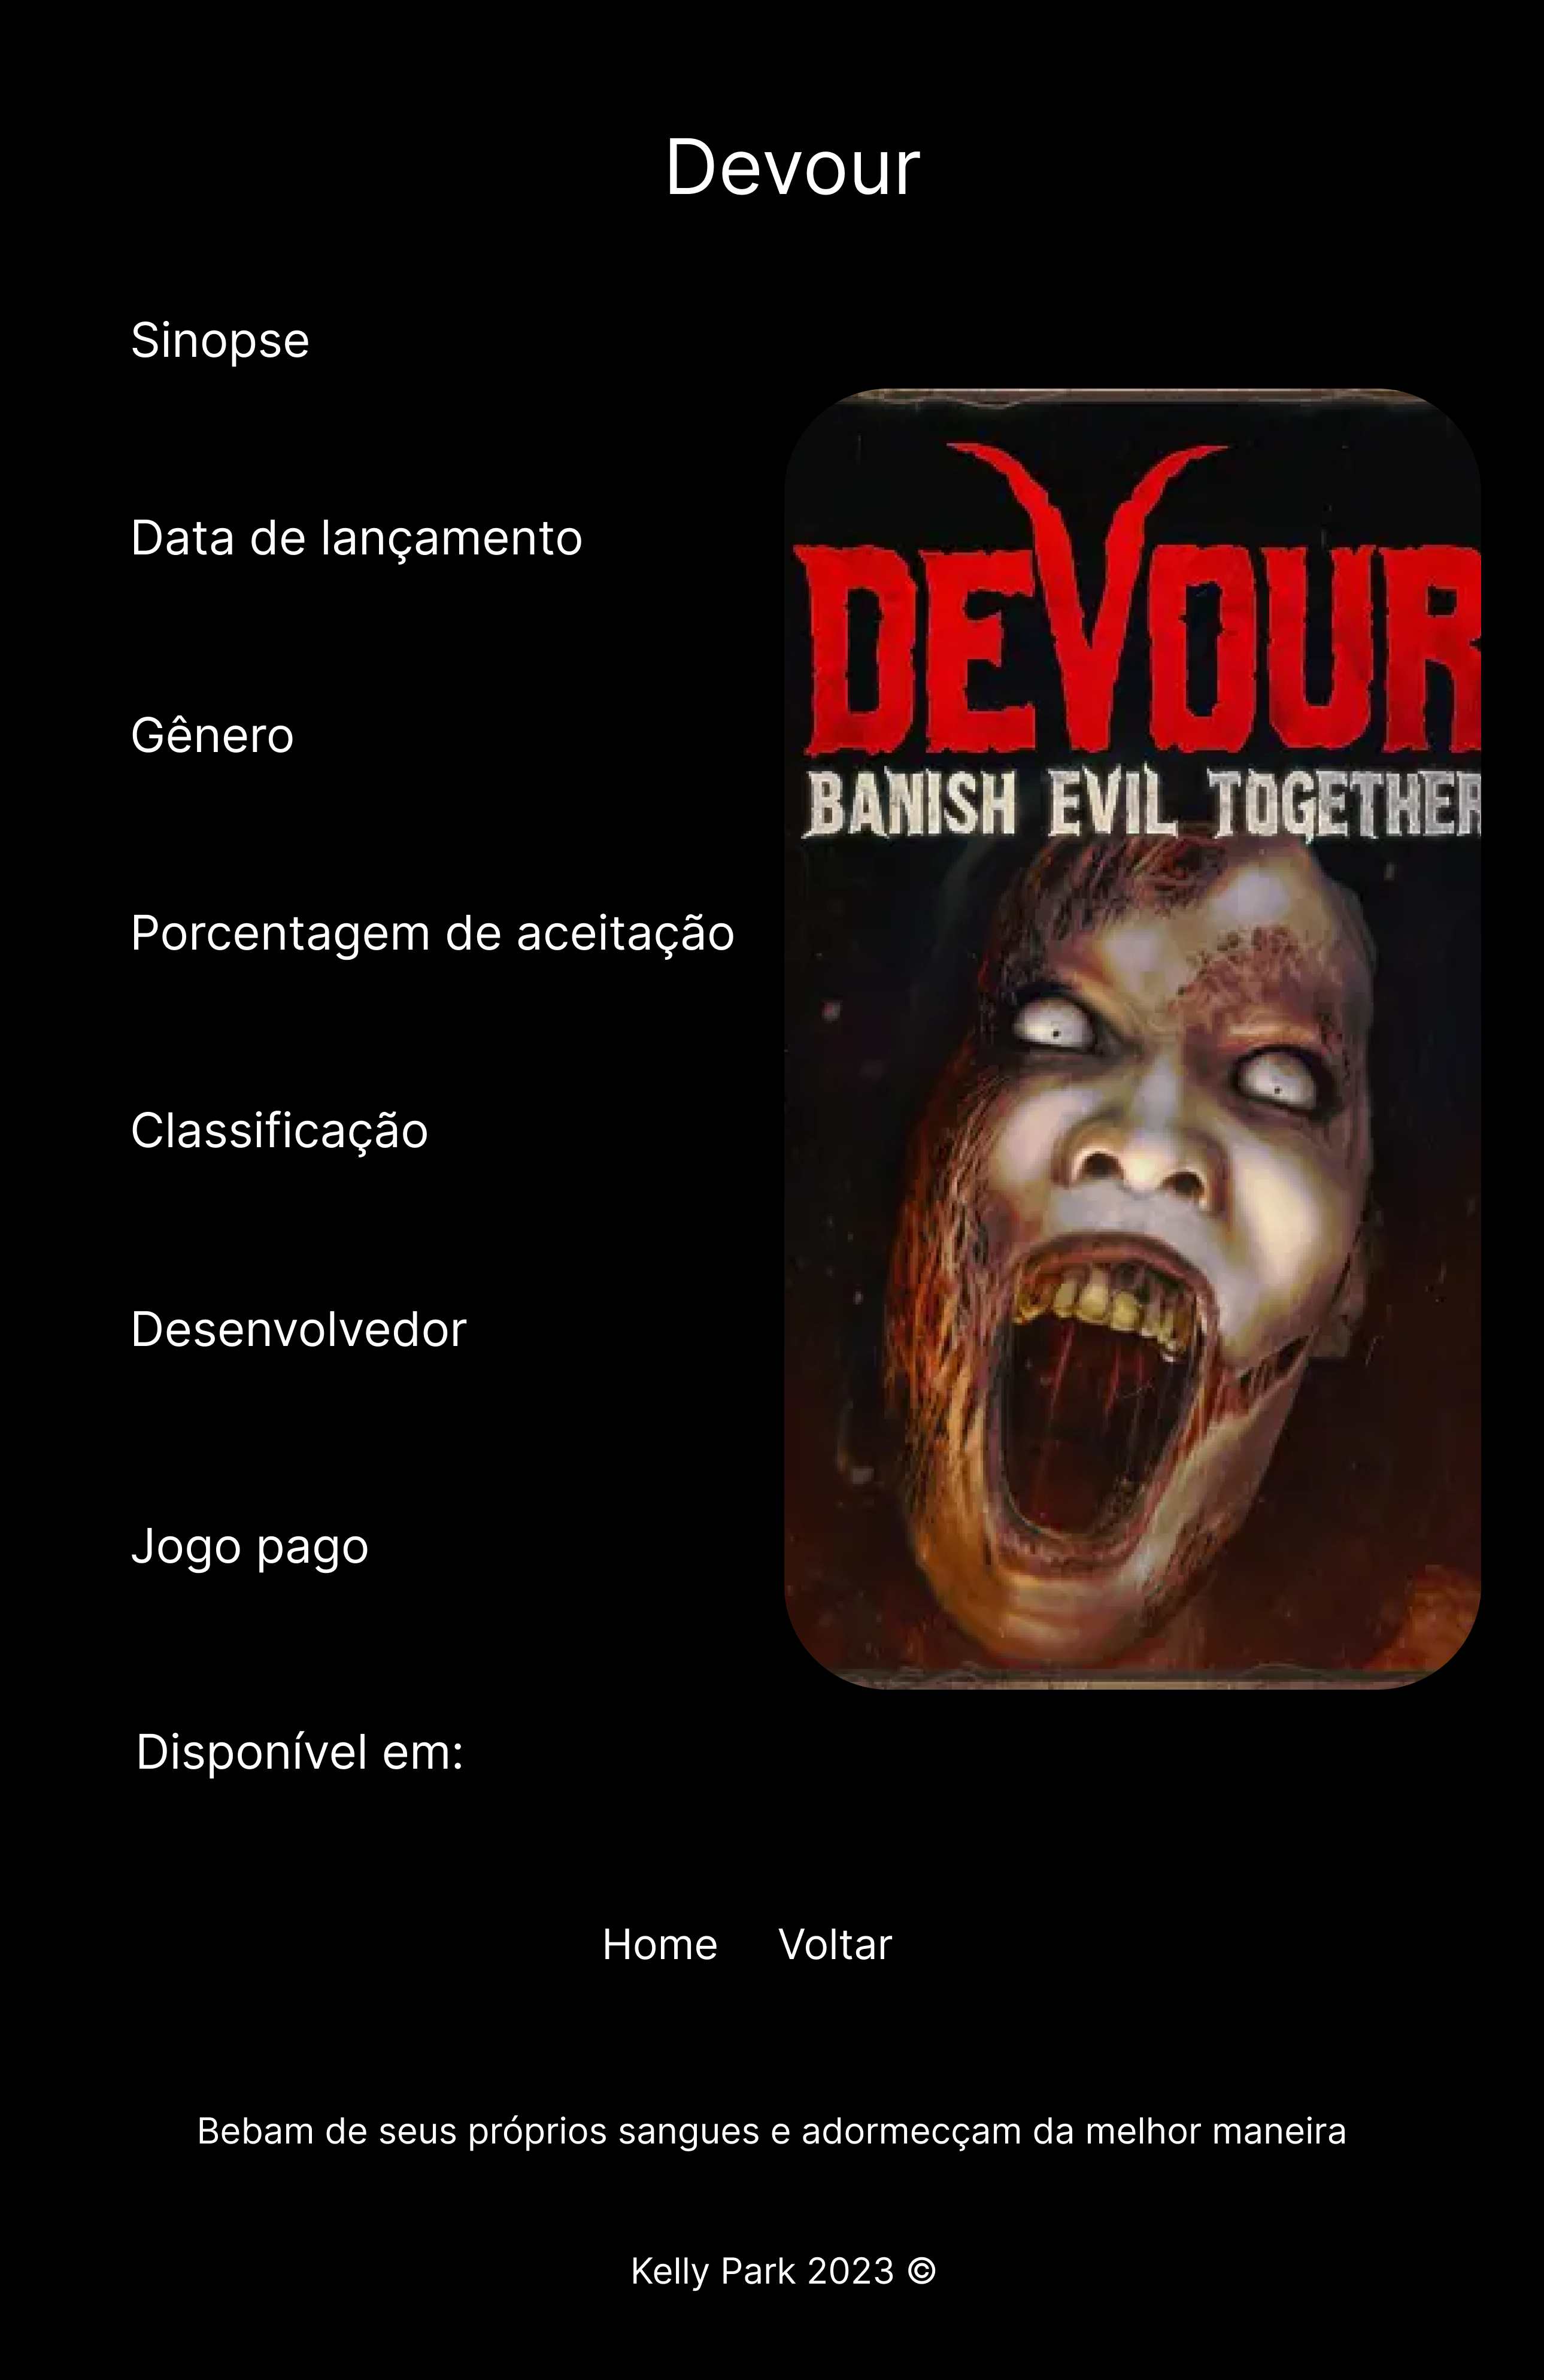 Devour
Sinopse
Data de lançamento
Gênero
Porcentagem de aceitação
Classificação
Desenvolvedor
Jogo pago
Disponível em:
DEVOUR
BANISH EVIL TOGETHER
Home Voltar
Bebam de seus próprios sangues e adormecçam da melhor maneira
Kelly Park 2023 ©